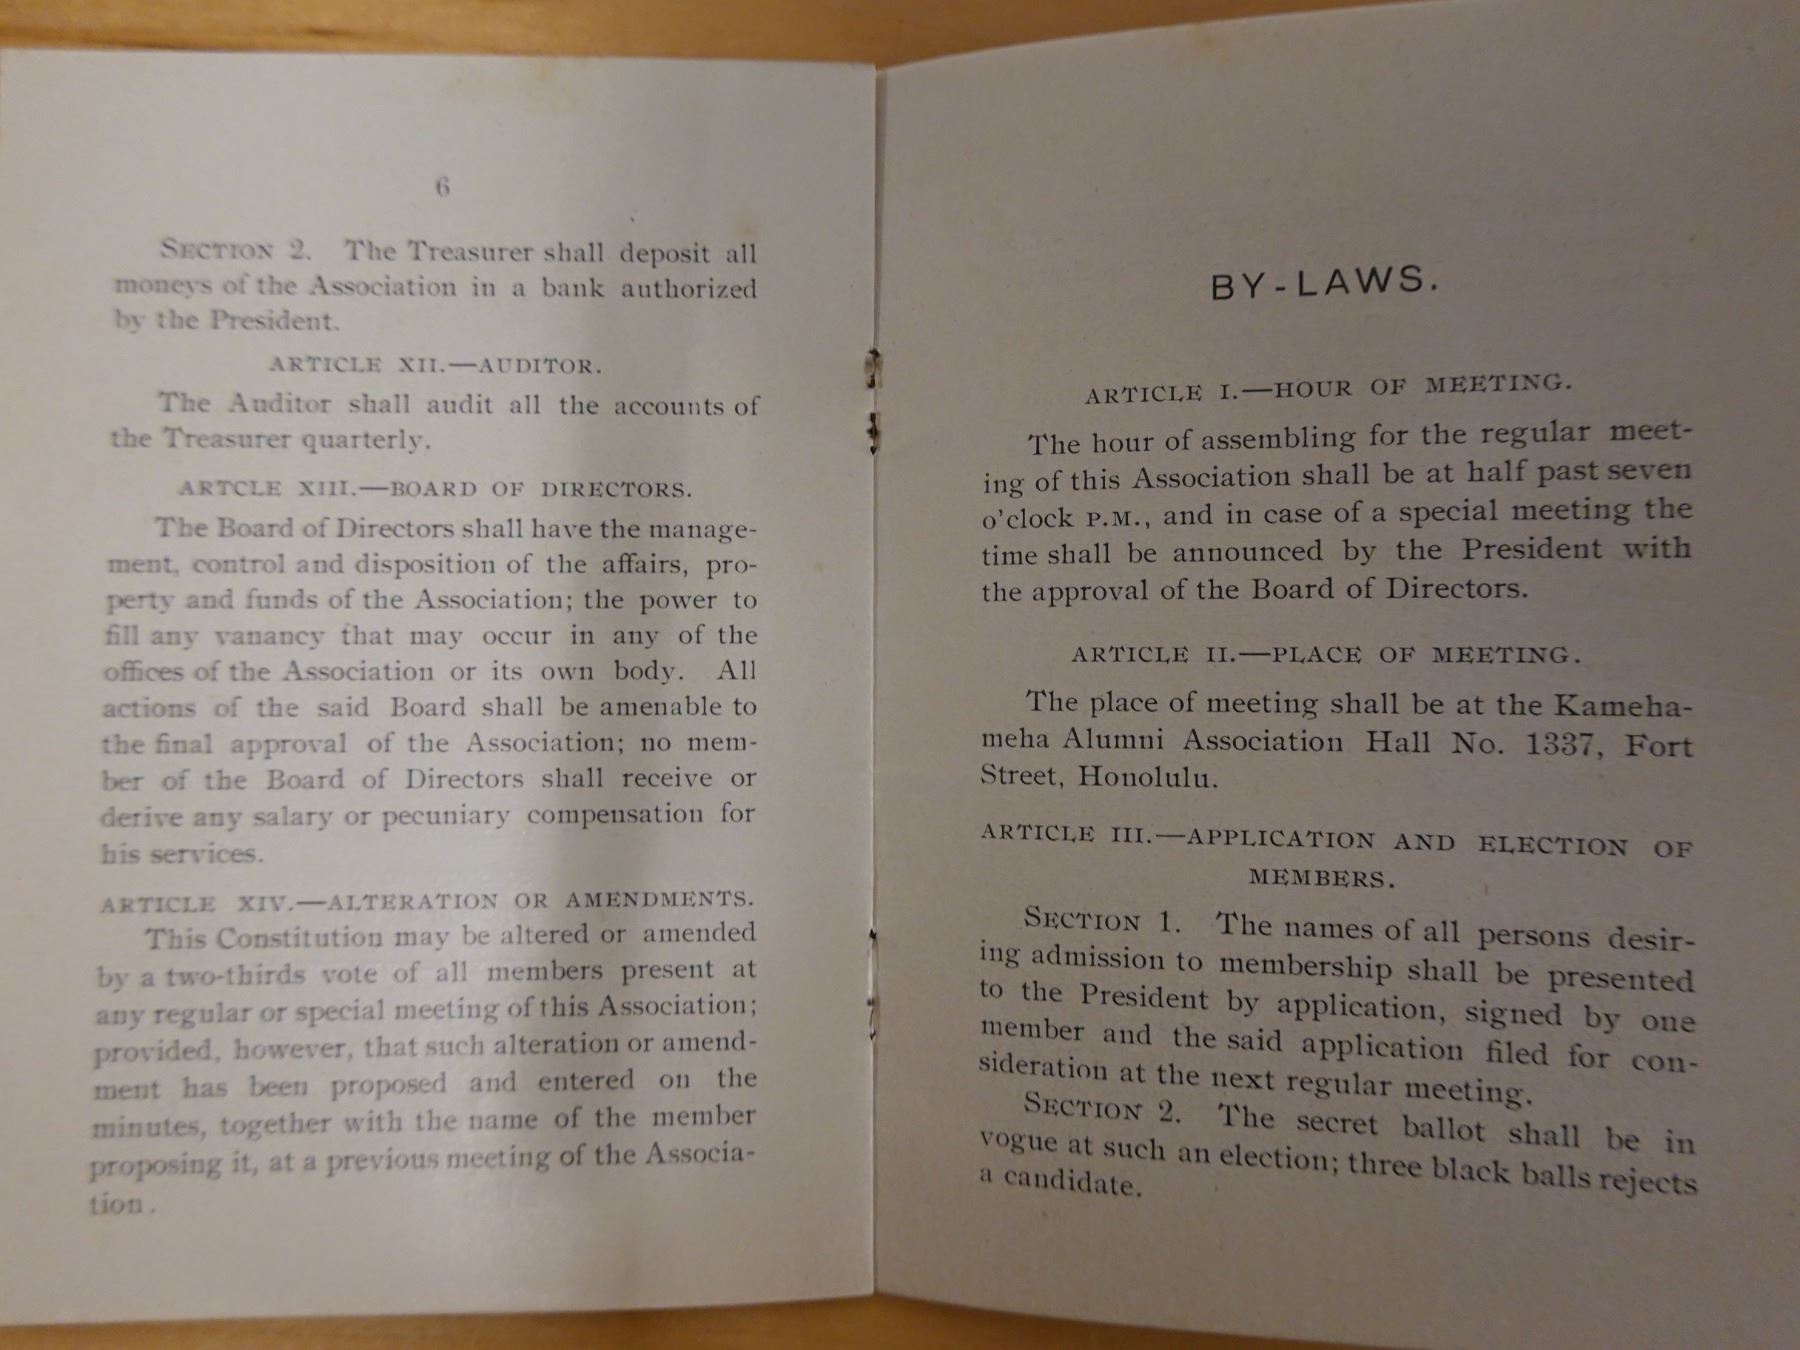 6
SECTION 2. The Treasurer shall deposit all
moneys of the Association in a bank authorized
by the President.
ARTICLE XII.—AUDITOR.
The Auditor shall audit all the accounts of
the Treasurer quarterly.
ARTCLE XIII.—BOARD OF DIRECTORS.
The Board of Directors shall have the manage-
ment, control and disposition of the affairs, pro-
perty and funds of the Association; the power to
fill any vanancy that may occur in any of the
offices of the Association or its own body. All
actions of the said Board shall be amenable to
the final approval of the Association; no mem-
ber of the Board of Directors shall receive or
derive any salary or pecuniary compensation for
his services.
ARTICLE XIV.—ALTERATION OR AMENDMENTS.
This Constitution may be altered or amended
by a two-thirds vote of all members present at
any regular or special meeting of this Association;
provided, however, that such alteration or amend-
ment has been proposed and entered on the
minutes, together with the name of the member
proposing it, at a previous meeting of the Associa-
tion.
BY-LAWS.
ARTICLE I.—HOUR OF MEETING.
The hour of assembling for the regular meet-
ing of this Association shall be at half past seven
o'clock P.M., and in case of a special meeting the
time shall be announced by the President with
the approval of the Board of Directors.
ARTICLE II.—PLACE OF MEETING.
The place of meeting shall be at the Kameha-
meha Alumni Association Hall No. 1337, Fort
Street, Honolulu.
ARTICLE III.—APPLICATION AND ELECTION OF
MEMBERS.
SECTION 1. The names of all persons desir-
ing admission to membership shall be presented
to the President by application, signed by one
member and the said application filed for con-
sideration at the next regular meeting.
SECTION 2. The secret ballot shall be in
vogue at such an election; three black balls rejects
a candidate.